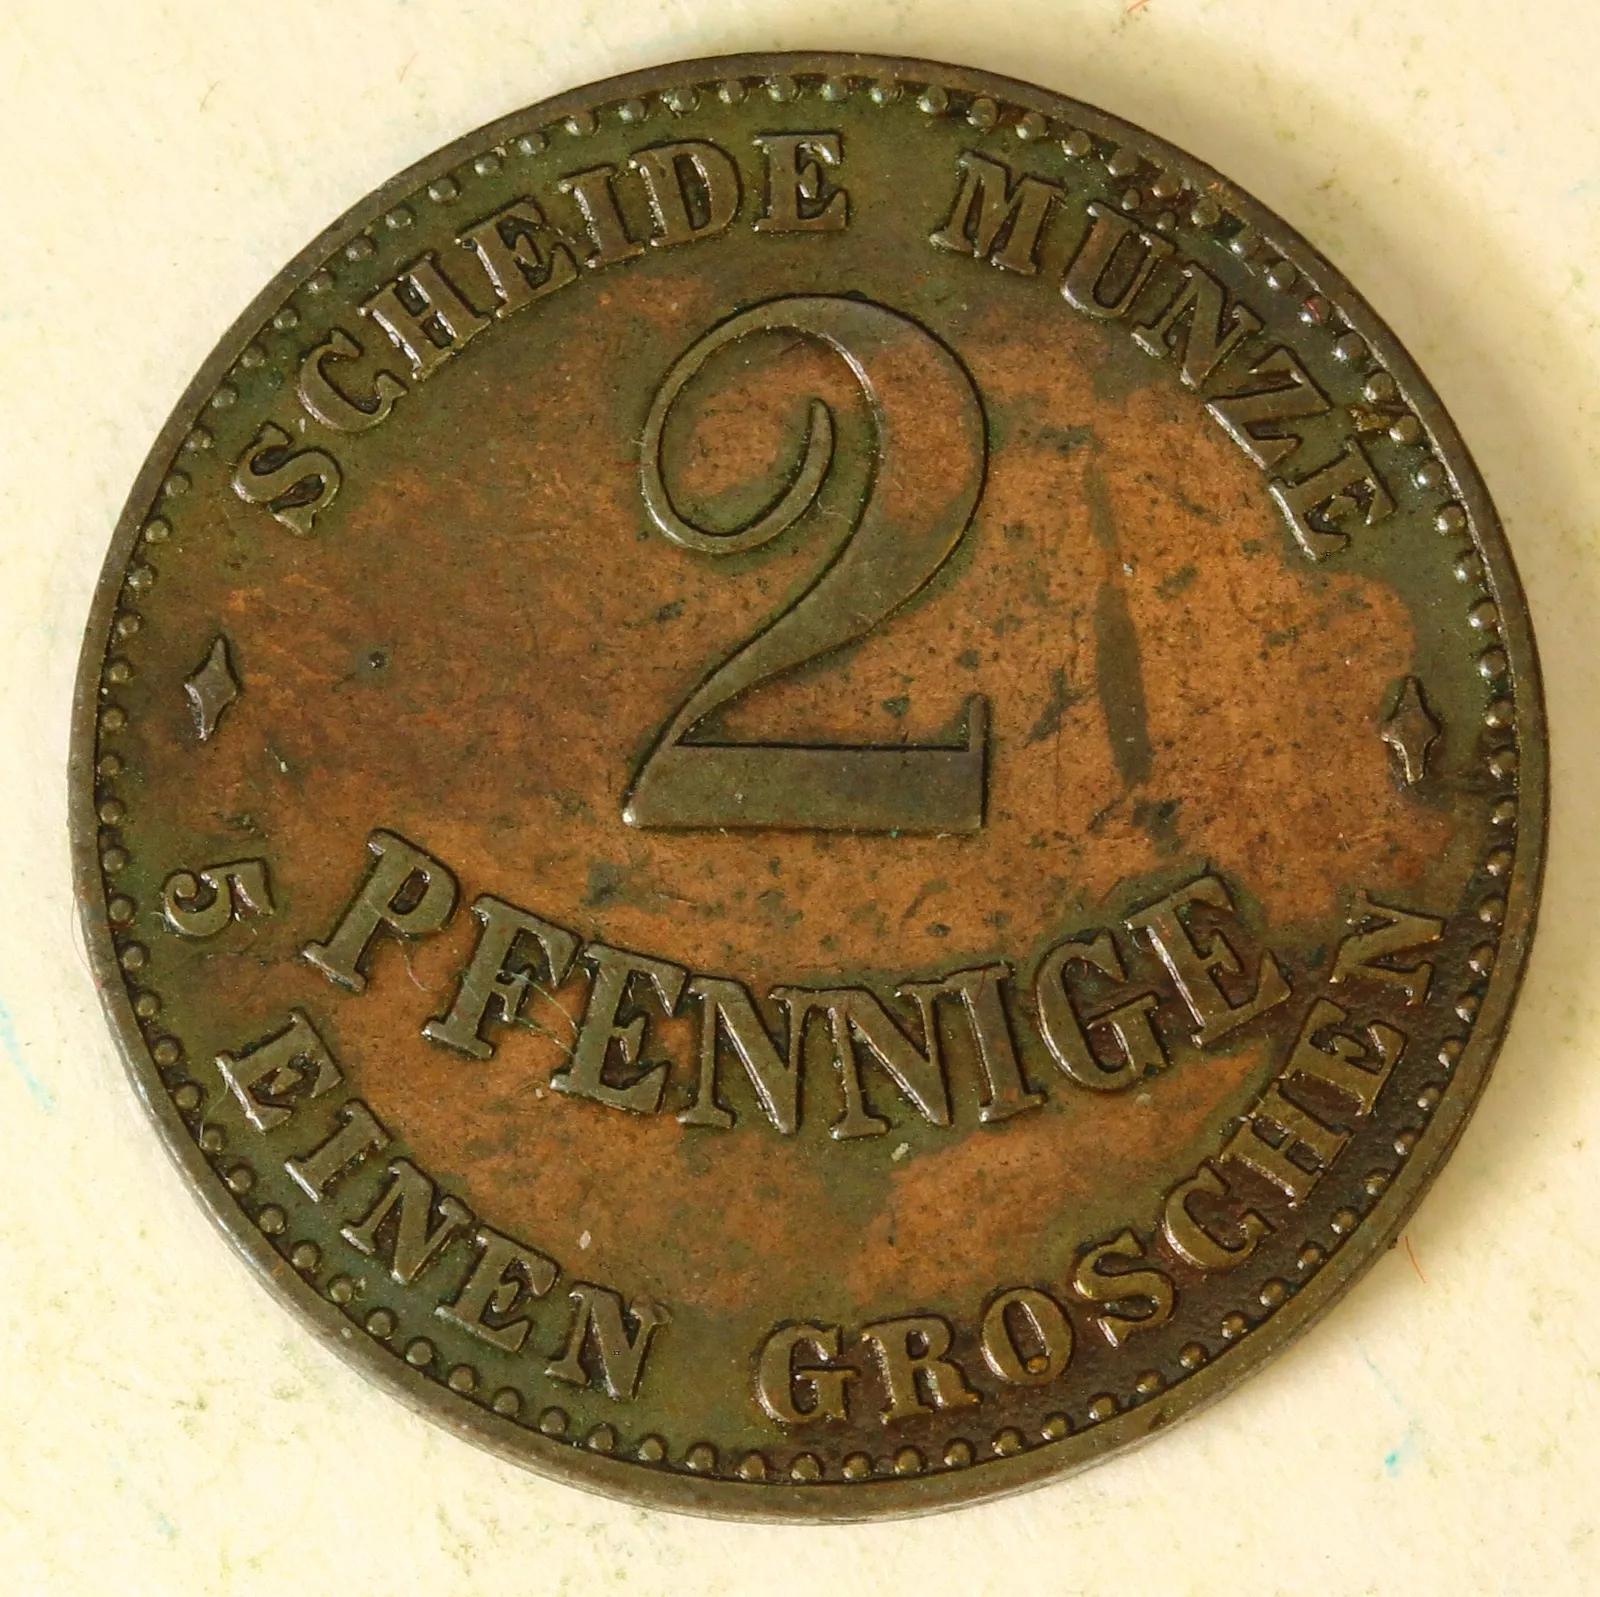 SCHEIDE MÜNZE
2
PFENNIGE
5 EINEN GROSCHEN